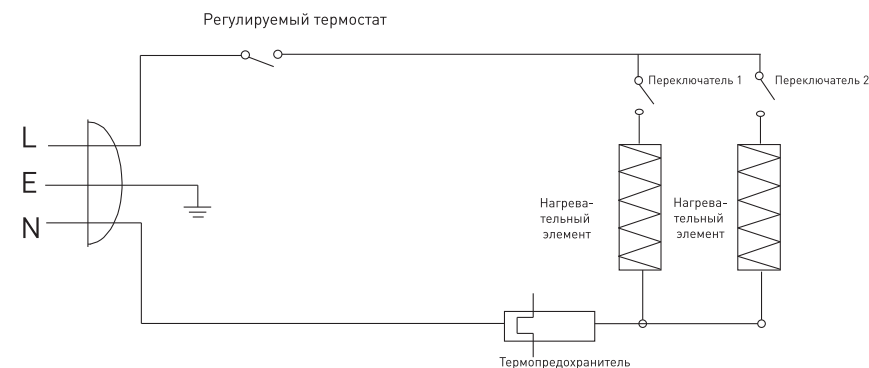 Регулируемый термостат
Переключатель 1
Переключатель 2
L
E
N
Нагрева-
тельный
элемент
Нагрева-
тельный
элемент
Термопредохранитель